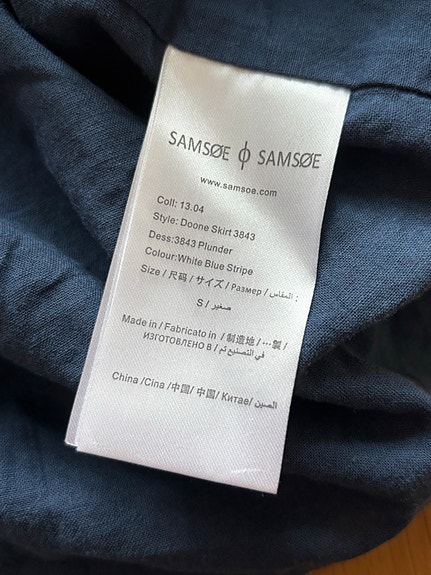 SAMSØE ϕ SAMSØE
www.samsoe.com
Coll: 13.04
Style: Doone Skirt 3843
Dess:3843 Plunder
Colour:White Blue Stripe
Size / 尺码 / サイズ / Размер / المقاس :
S / صغير
Made in / Fabricato in / 制造地 / ···製 /
ИЗГОТОВЛЕНО В / في التصنيع تم
China /Cina /中国/ 中国/ Китае/ الصين